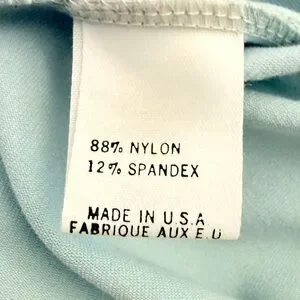 88% NYLON
12% SPANDEX
MADE IN U.S.A
FABRIQUE AUX E.U